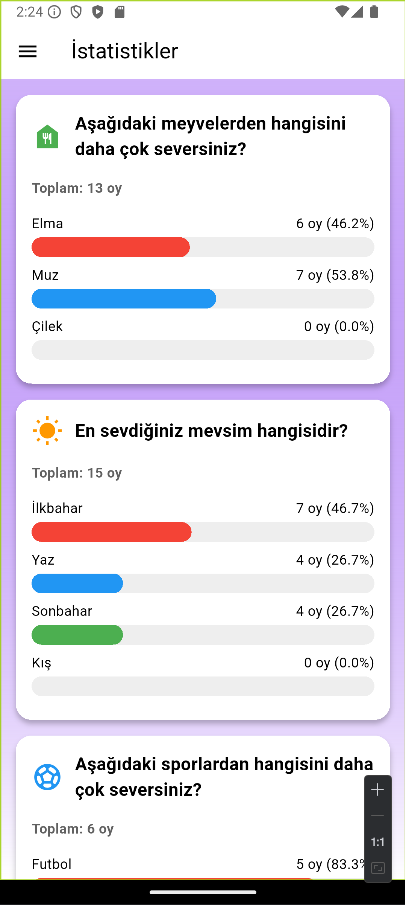 2:24
İstatistikler
Aşağıdaki meyvelerden hangisini
daha çok seversiniz?
Toplam: 13 oy
Elma 6 oy (46.2%)
Muz 7 oy (53.8%)
Çilek 0 oy (0.0%)
En sevdiğiniz mevsim hangisidir?
Toplam: 15 oy
İlkbahar 7 oy (46.7%)
Yaz 4 oy (26.7%)
Sonbahar 4 oy (26.7%)
Kış 0 oy (0.0%)
Aşağıdaki sporlardan hangisini daha
çok seversiniz?
Toplam: 6 oy
1:1
Futbol 5 oy (83.3%